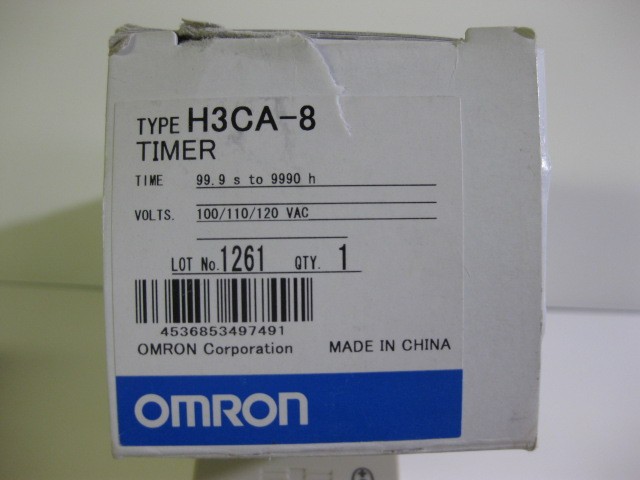 TYPE H3CA-8
TIMER
TIME 99.9 s to 9990 h
VOLTS. 100/110/120 VAC
LOT No. 1261 QTY. 1
4536853497491
OMRON Corporation MADE IN CHINA
OMRON